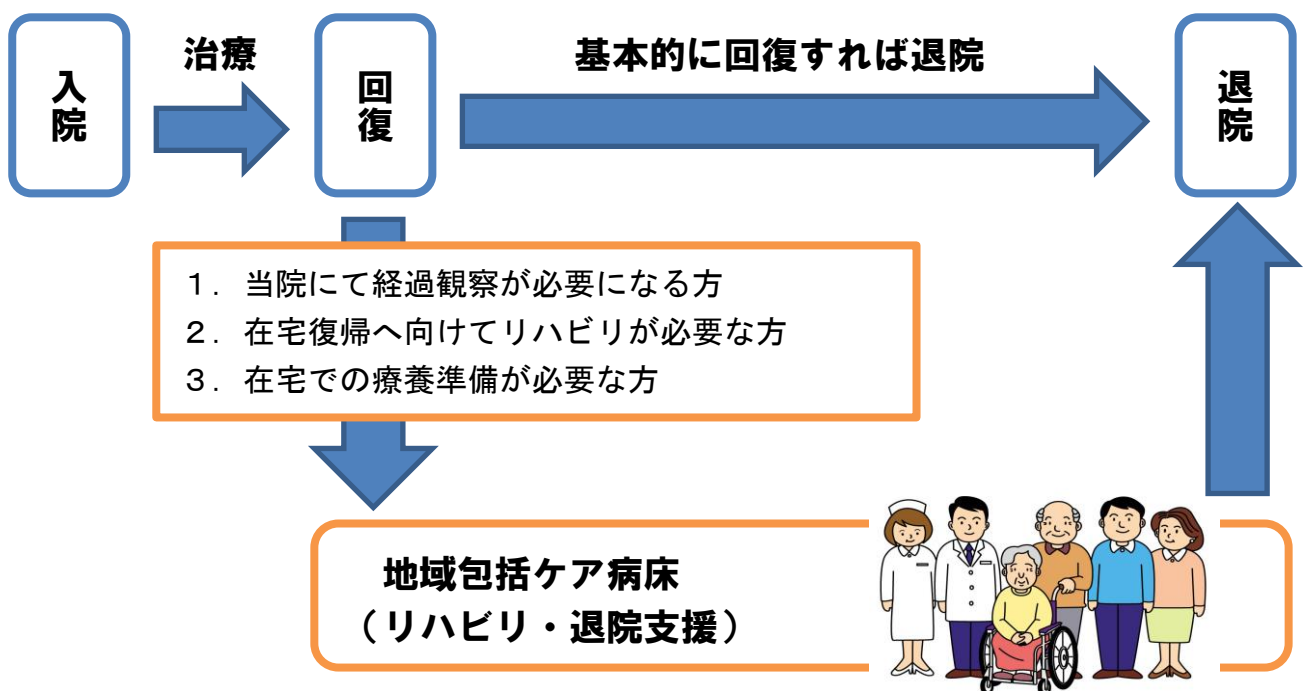 入院
治療
回復
基本的に回復すれば退院
退院
１．当院にて経過観察が必要になる方
２．在宅復帰へ向けてリハビリが必要な方
３．在宅での療養準備が必要な方
地域包括ケア病床
（リハビリ・退院支援）